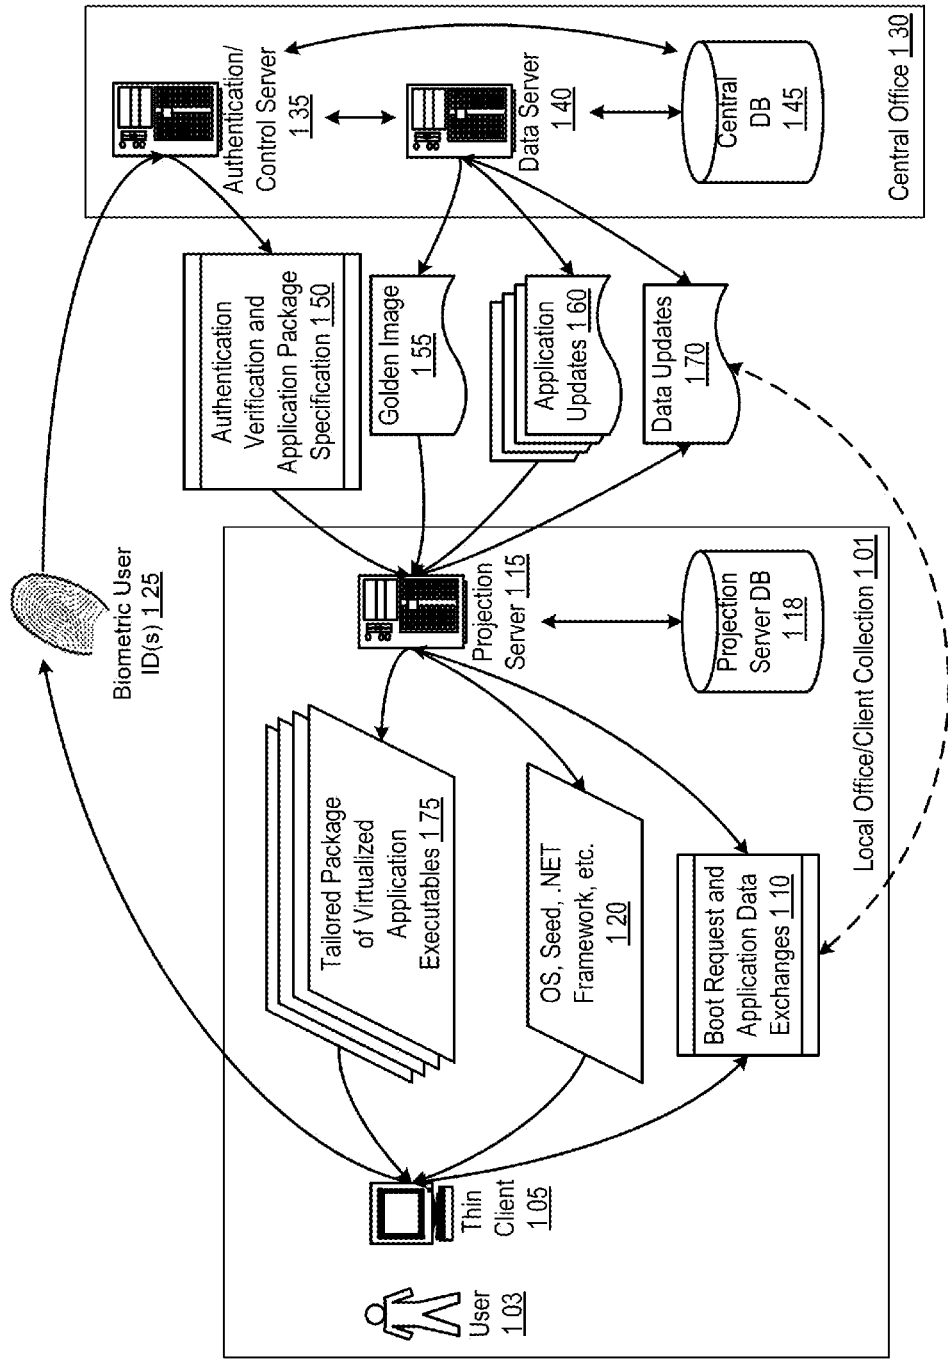 User
1.03
Thin
Client
1.05
Biometric User
ID(s) 1.25
Tailored Package
of Virtualized
Application
Executables 1.75
OS, Seed, .NET
Framework, etc.
1.20
Boot Request and
Application Data
Exchanges 1.10
Projection
Server 1.15
Projection
Server DB
1.18
Local Office/Client Collection 1.01
Authentication
Verification and
Application Package
Specification 1.50
Golden Image
1.55
Application
Updates 1.60
Data Updates
1.70
Authentication/
Control Server
1.35
Data Server
1.40
Central
DB
1.45
Central Office 1.30